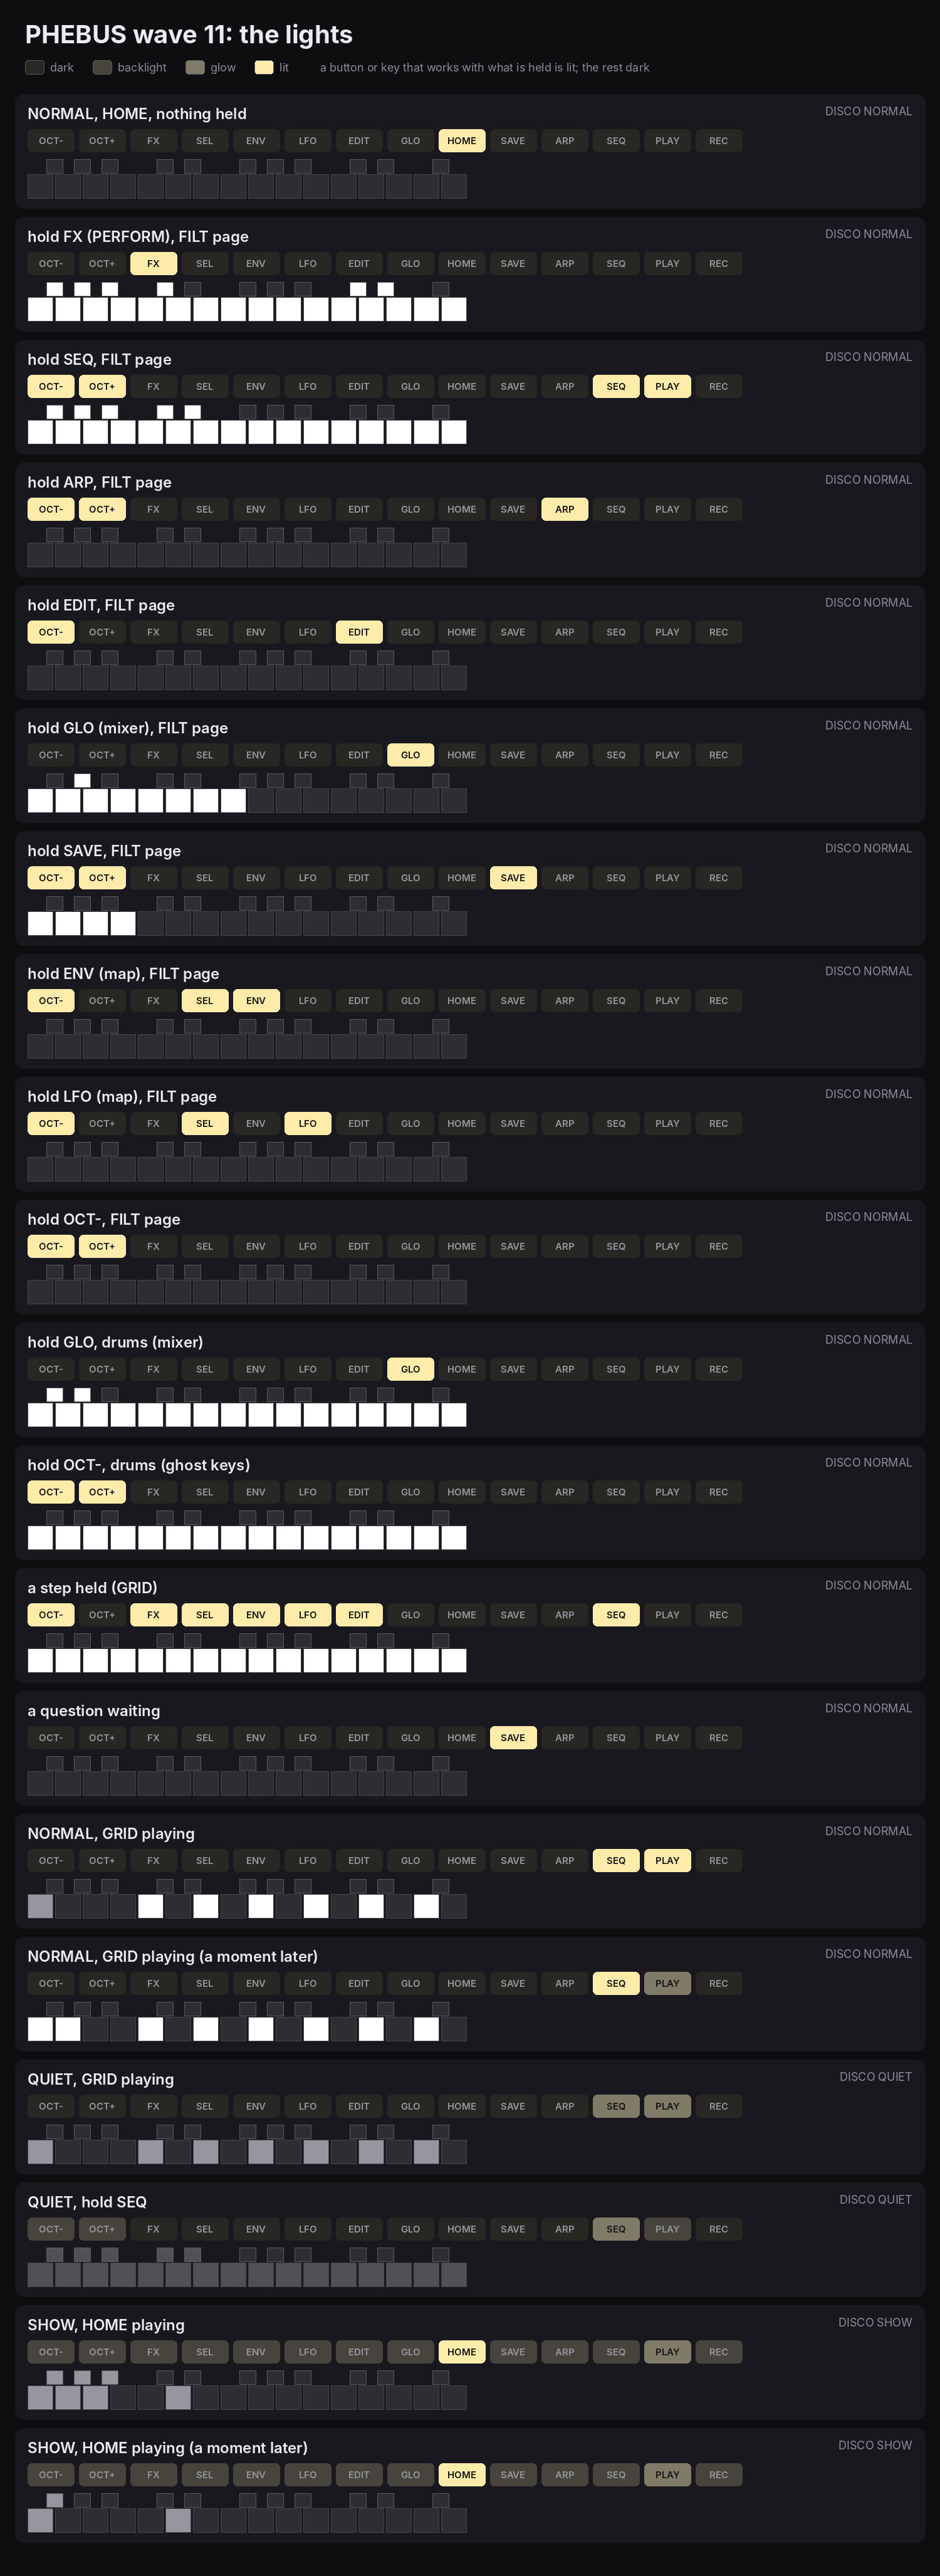 PHEBUS wave 11: the lights
dark backlight glow lit a button or key that works with what is held is lit; the rest dark
NORMAL, HOME, nothing held DISCO NORMAL
OCT- OCT+ FX SEL ENV LFO EDIT GLO HOME SAVE ARP SEQ PLAY REC
hold FX (PERFORM), FILT page DISCO NORMAL
OCT- OCT+ FX SEL ENV LFO EDIT GLO HOME SAVE ARP SEQ PLAY REC
hold SEQ, FILT page DISCO NORMAL
OCT- OCT+ FX SEL ENV LFO EDIT GLO HOME SAVE ARP SEQ PLAY REC
hold ARP, FILT page DISCO NORMAL
OCT- OCT+ FX SEL ENV LFO EDIT GLO HOME SAVE ARP SEQ PLAY REC
hold EDIT, FILT page DISCO NORMAL
OCT- OCT+ FX SEL ENV LFO EDIT GLO HOME SAVE ARP SEQ PLAY REC
hold GLO (mixer), FILT page DISCO NORMAL
OCT- OCT+ FX SEL ENV LFO EDIT GLO HOME SAVE ARP SEQ PLAY REC
hold SAVE, FILT page DISCO NORMAL
OCT- OCT+ FX SEL ENV LFO EDIT GLO HOME SAVE ARP SEQ PLAY REC
hold ENV (map), FILT page DISCO NORMAL
OCT- OCT+ FX SEL ENV LFO EDIT GLO HOME SAVE ARP SEQ PLAY REC
hold LFO (map), FILT page DISCO NORMAL
OCT- OCT+ FX SEL ENV LFO EDIT GLO HOME SAVE ARP SEQ PLAY REC
hold OCT-, FILT page DISCO NORMAL
OCT- OCT+ FX SEL ENV LFO EDIT GLO HOME SAVE ARP SEQ PLAY REC
hold GLO, drums (mixer) DISCO NORMAL
OCT- OCT+ FX SEL ENV LFO EDIT GLO HOME SAVE ARP SEQ PLAY REC
hold OCT-, drums (ghost keys) DISCO NORMAL
OCT- OCT+ FX SEL ENV LFO EDIT GLO HOME SAVE ARP SEQ PLAY REC
a step held (GRID) DISCO NORMAL
OCT- OCT+ FX SEL ENV LFO EDIT GLO HOME SAVE ARP SEQ PLAY REC
a question waiting DISCO NORMAL
OCT- OCT+ FX SEL ENV LFO EDIT GLO HOME SAVE ARP SEQ PLAY REC
NORMAL, GRID playing DISCO NORMAL
OCT- OCT+ FX SEL ENV LFO EDIT GLO HOME SAVE ARP SEQ PLAY REC
NORMAL, GRID playing (a moment later) DISCO NORMAL
OCT- OCT+ FX SEL ENV LFO EDIT GLO HOME SAVE ARP SEQ PLAY REC
QUIET, GRID playing DISCO QUIET
OCT- OCT+ FX SEL ENV LFO EDIT GLO HOME SAVE ARP SEQ PLAY REC
QUIET, hold SEQ DISCO QUIET
OCT- OCT+ FX SEL ENV LFO EDIT GLO HOME SAVE ARP SEQ PLAY REC
SHOW, HOME playing DISCO SHOW
OCT- OCT+ FX SEL ENV LFO EDIT GLO HOME SAVE ARP SEQ PLAY REC
SHOW, HOME playing (a moment later) DISCO SHOW
OCT- OCT+ FX SEL ENV LFO EDIT GLO HOME SAVE ARP SEQ PLAY REC